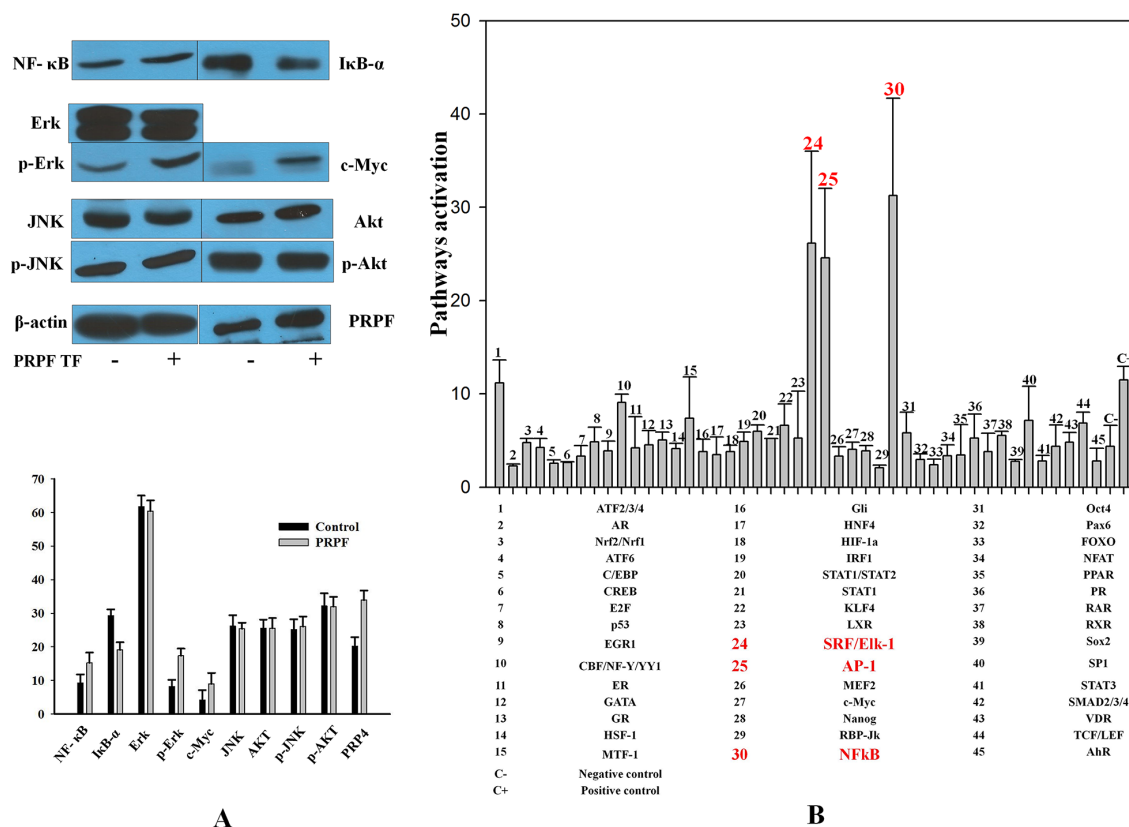 NF- κB
IκB-α
Erk
p-Erk
c-Myc
JNK
Akt
p-JNK
p-Akt
β-actin
PRPF
PRPF TF - + - +
70
60
50
40
30
20
10
0
Control
PRPF
NF- κB
IκB-α
Erk
p-Erk
c-Myc
JNK
AKT
p-JNK
p-AKT
PRP4
A
B
Pathways activation
50
40
30
20
10
0
1
2
3
4
5
6
7
8
9
10
11
12
13
14
15
16
17
18
19
20
21
22
23
24
25
26
27
28
29
30
31
32
33
34
35
36
37
38
39
40
41
42
43
44
45
C-
C+
1 ATF2/3/4 16 Gli 31 Oct4
2 AR 17 HNF4 32 Pax6
3 Nrf2/Nrf1 18 HIF-1a 33 FOXO
4 ATF6 19 IRF1 34 NFAT
5 C/EBP 20 STAT1/STAT2 35 PPAR
6 CREB 21 STAT1 36 PR
7 E2F 22 KLF4 37 RAR
8 p53 23 LXR 38 RXR
9 EGR1 24 SRF/Elk-1 39 Sox2
10 CBF/NF-Y/YY1 25 AP-1 40 SP1
11 ER 26 MEF2 41 STAT3
12 GATA 27 c-Myc 42 SMAD2/3/4
13 GR 28 Nanog 43 VDR
14 HSF-1 29 RBP-Jk 44 TCF/LEF
15 MTF-1 30 NFkB 45 AhR
C- Negative control
C+ Positive control